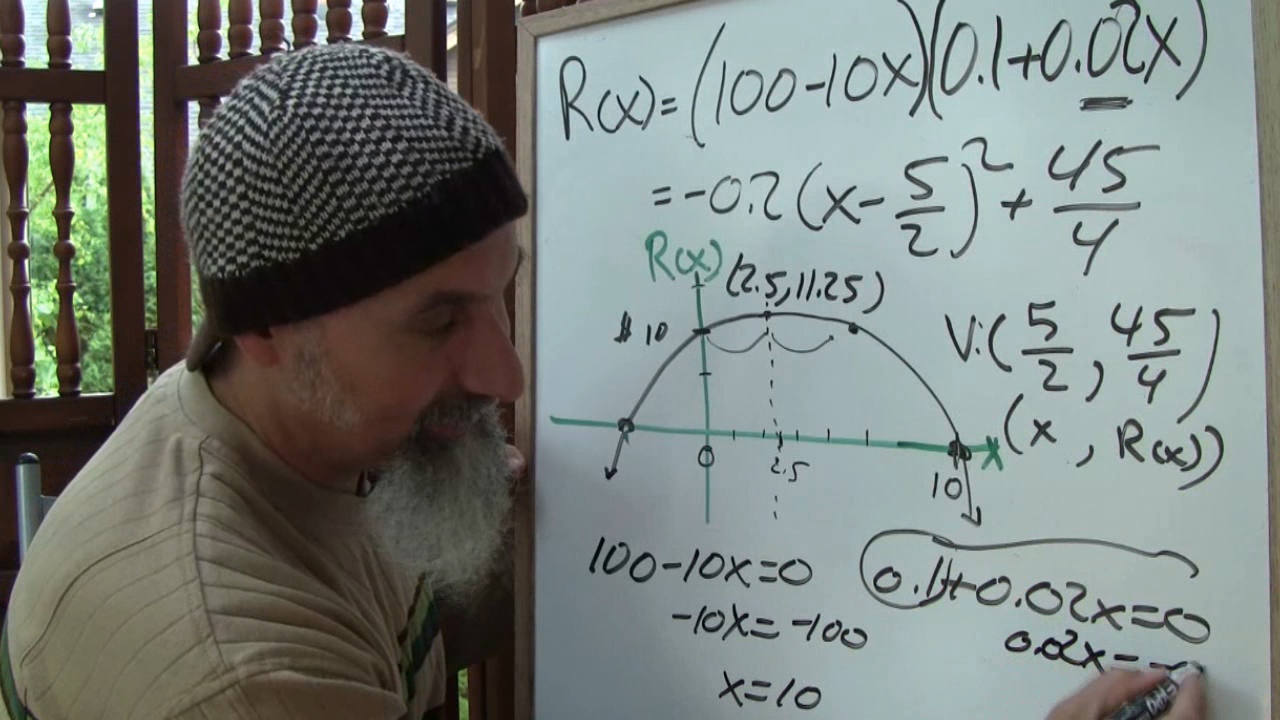 R(x)=(100-10x)(0.1+0.02x)
=-0.2(x-5/2)²+45/4
R(x)
(2.5,11.25)
$10
V:(5/2,45/4)
(x,R(x))
0
2.5
10
x
100-10x=0
-10x=-100
x=10
0.1+0.02x=0
0.02x=-